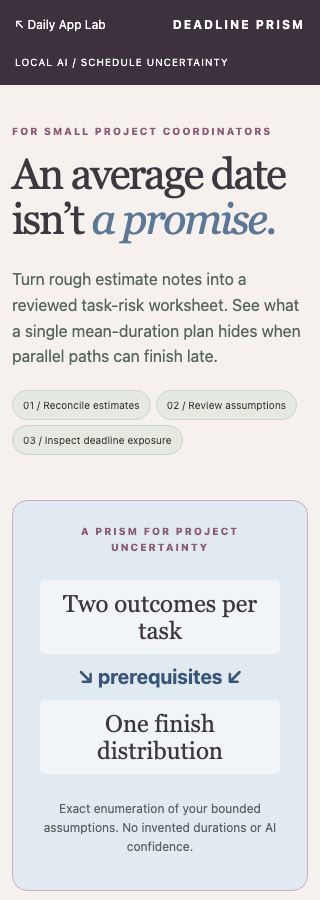 ↖ Daily App Lab
DEADLINE PRISM
LOCAL AI / SCHEDULE UNCERTAINTY
FOR SMALL PROJECT COORDINATORS
An average date
isn’t a promise.
Turn rough estimate notes into a
reviewed task-risk worksheet. See what
a single mean-duration plan hides when
parallel paths can finish late.
01 / Reconcile estimates
02 / Review assumptions
03 / Inspect deadline exposure
A PRISM FOR PROJECT
UNCERTAINTY
Two outcomes per
task
↘ prerequisites ↙
One finish
distribution
Exact enumeration of your bounded
assumptions. No invented durations or AI
confidence.